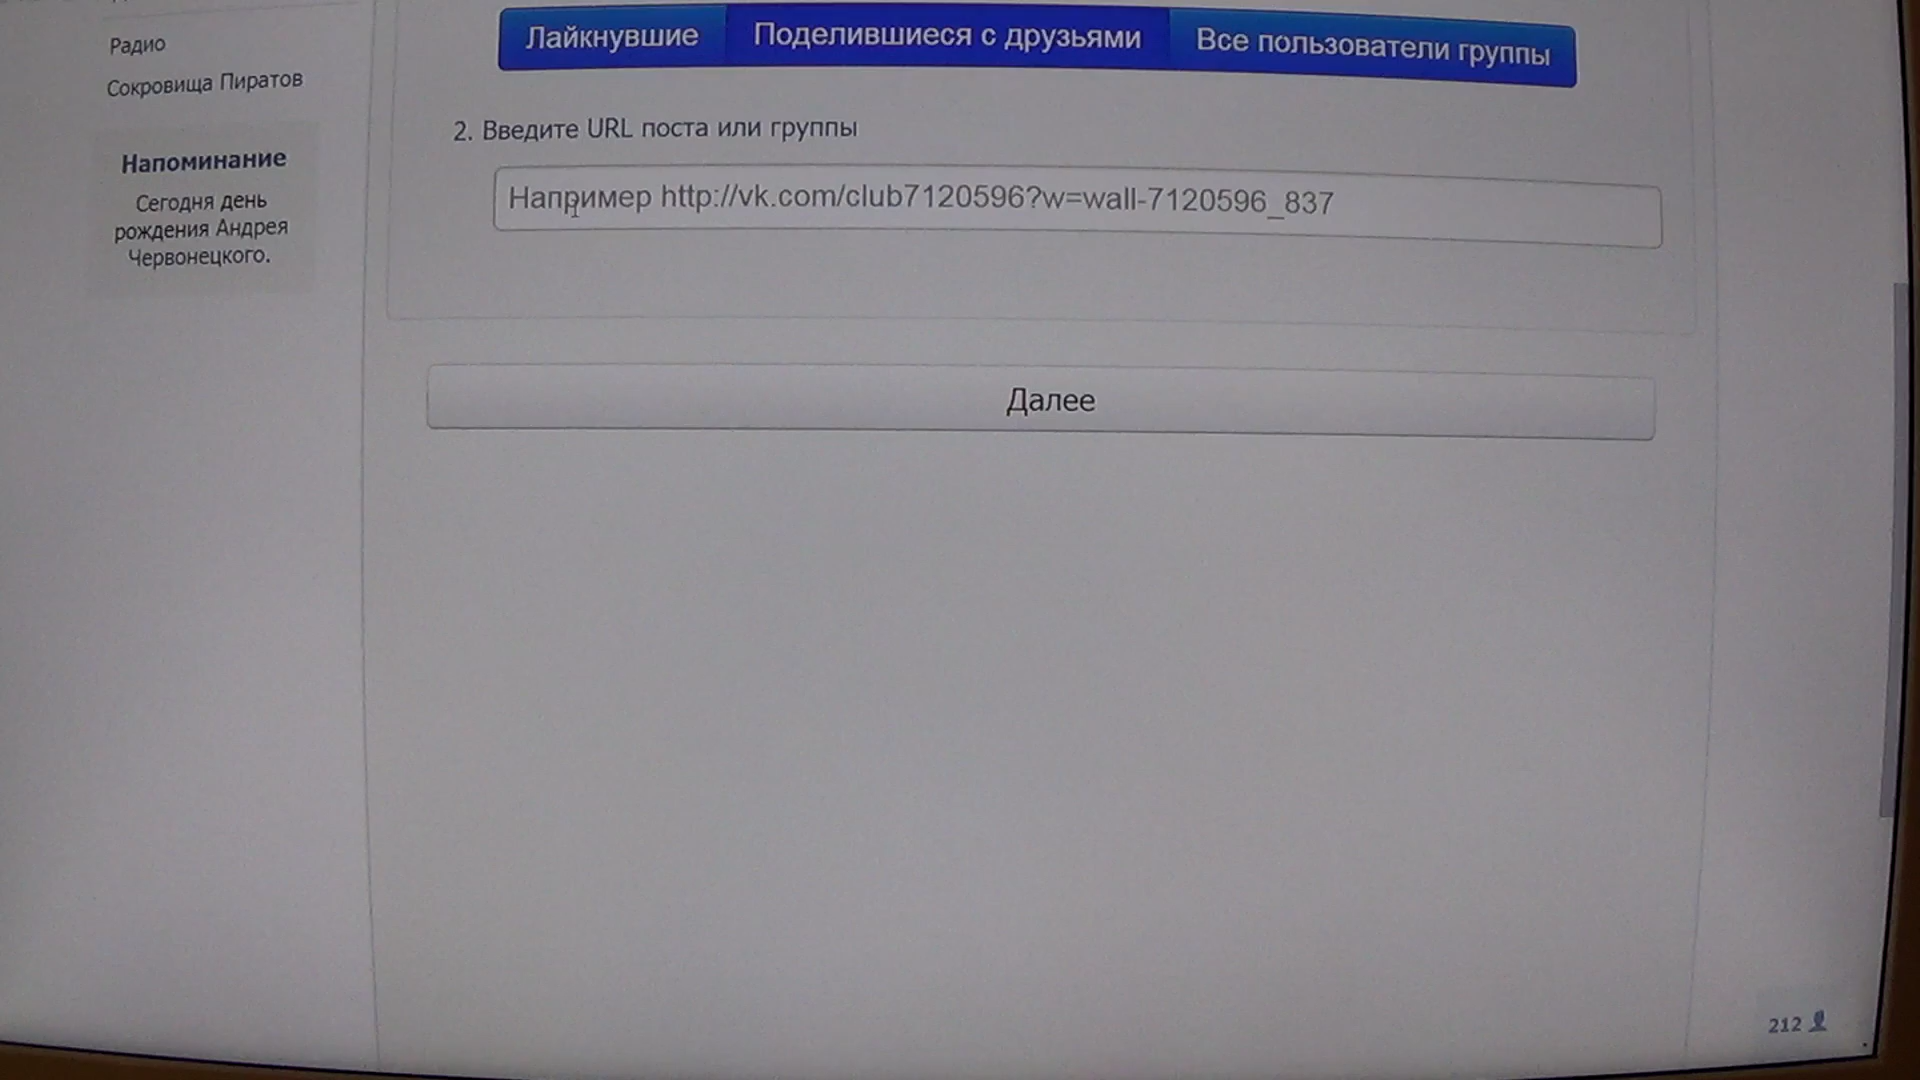 Радио
Сокровища Пиратов
Напоминание
Сегодня день
рождения Андрея
Червонецкого.
Лайкнувшие
Поделившиеся с друзьями
Все пользователи группы
2. Введите URL поста или группы
Например http://vk.com/club7120596?w=wall-7120596_837
Далее
212